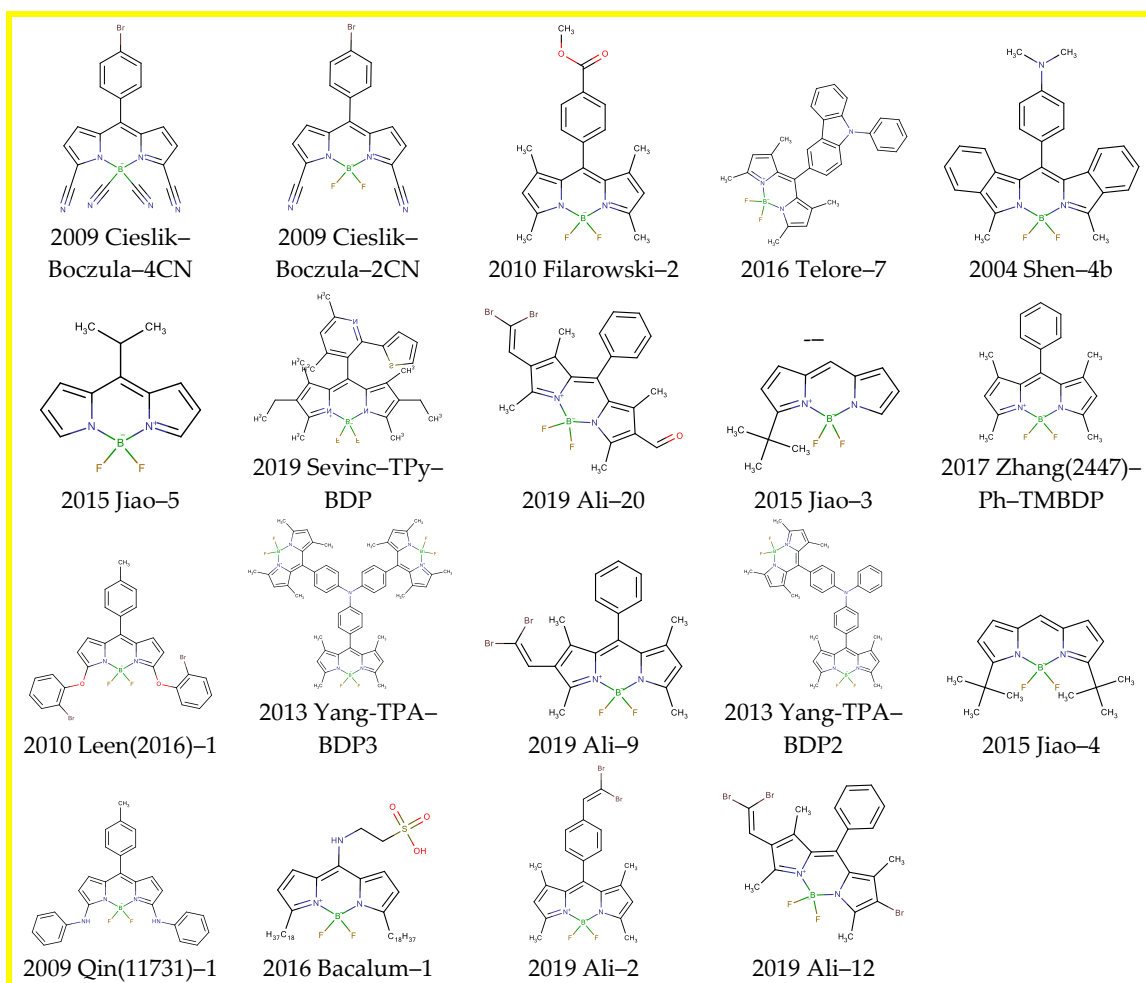 2009 Cieslik–
Boczula–4CN
2009 Cieslik–
Boczula–2CN
2010 Filarowski–2
2016 Telore–7
2004 Shen–4b
2015 Jiao–5
2019 Sevinc–TPy–
BDP
2019 Ali–20
2015 Jiao–3
2017 Zhang(2447)–
Ph–TMBDP
2010 Leen(2016)–1
2013 Yang-TPA–
BDP3
2019 Ali–9
2013 Yang-TPA–
BDP2
2015 Jiao–4
2009 Qin(11731)–1
2016 Bacalum–1
2019 Ali–2
2019 Ali–12